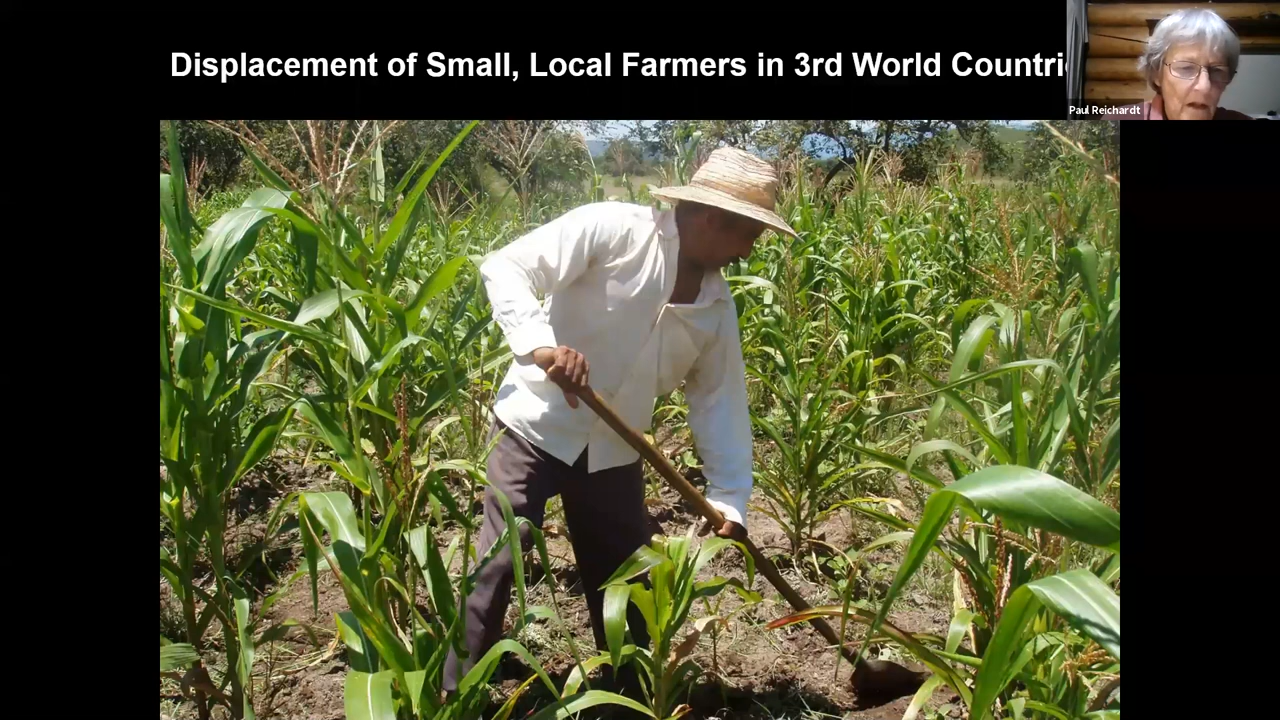 Displacement of Small, Local Farmers in 3rd World Countri
Paul Reichardt